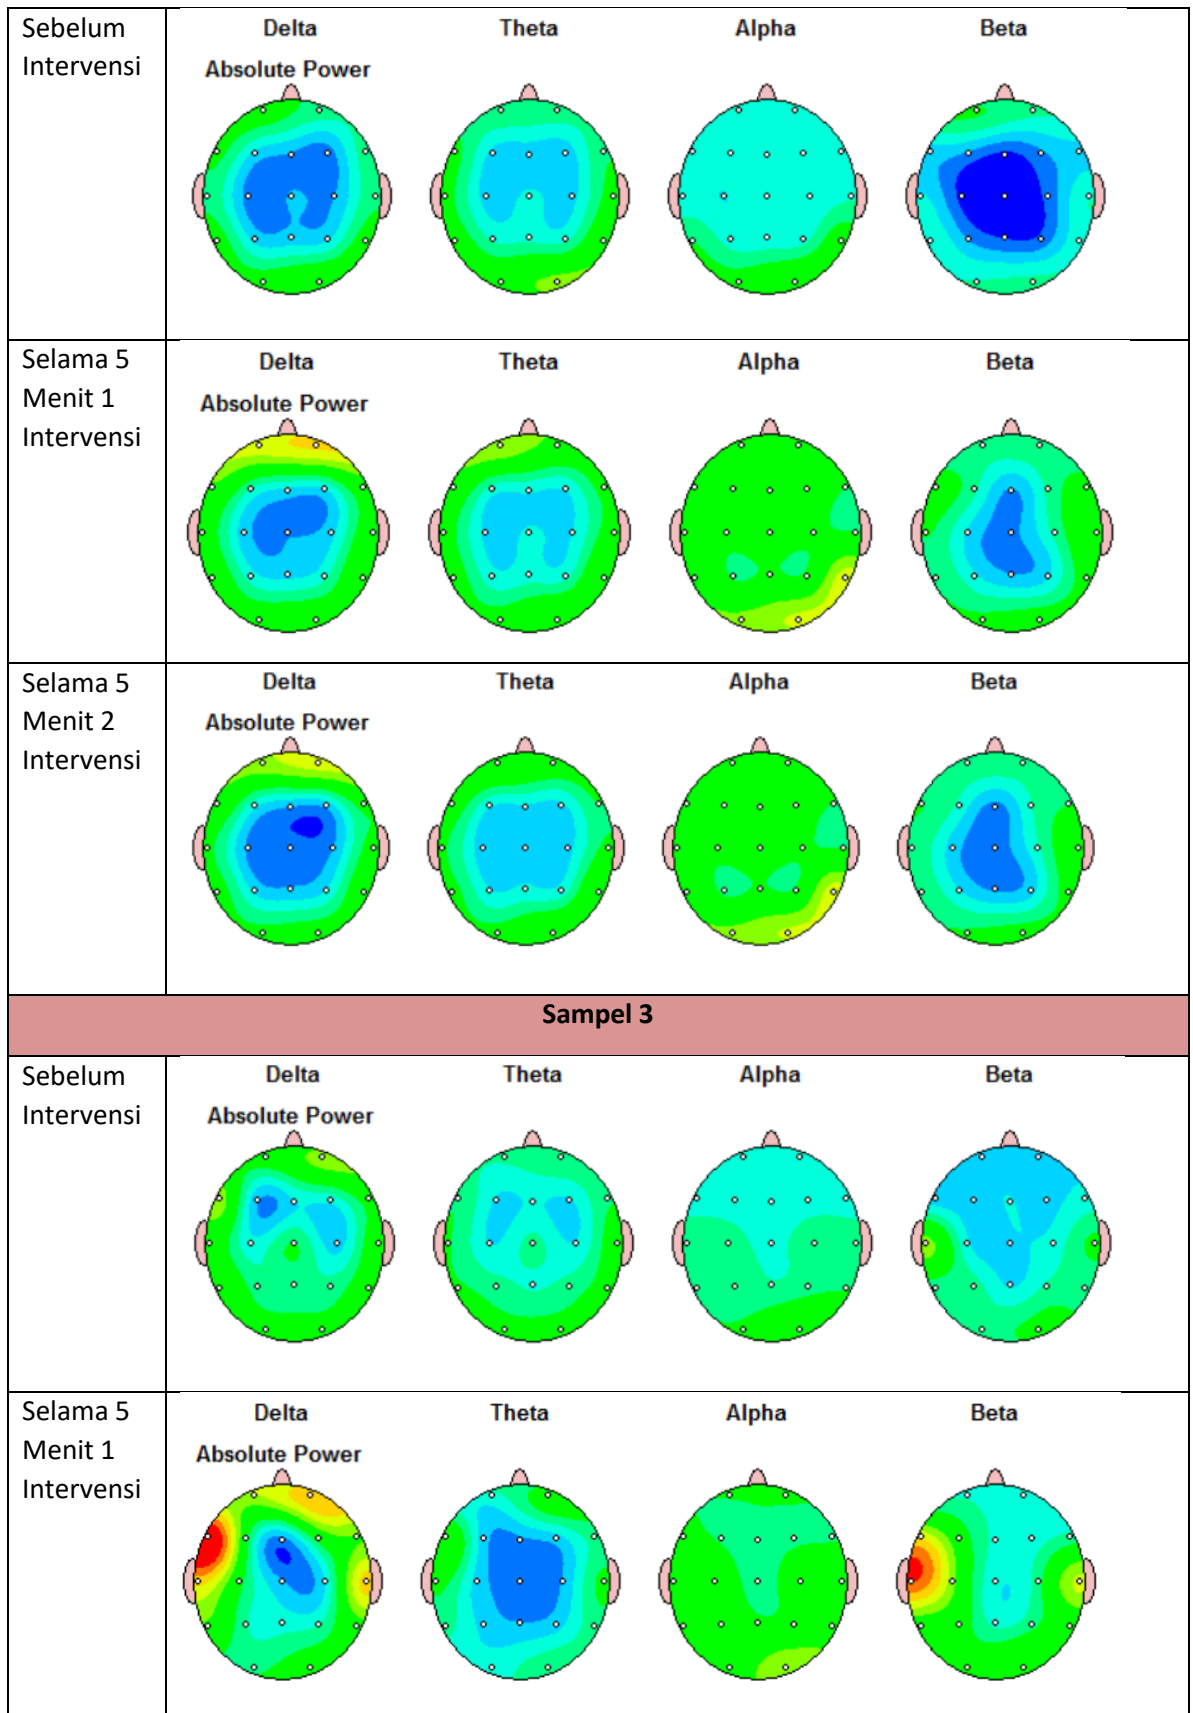 Sebelum
Intervensi
Delta Theta Alpha Beta
Absolute Power
Selama 5
Menit 1
Intervensi
Delta Theta Alpha Beta
Absolute Power
Selama 5
Menit 2
Intervensi
Delta Theta Alpha Beta
Absolute Power
Sampel 3
Sebelum
Intervensi
Delta Theta Alpha Beta
Absolute Power
Selama 5
Menit 1
Intervensi
Delta Theta Alpha Beta
Absolute Power